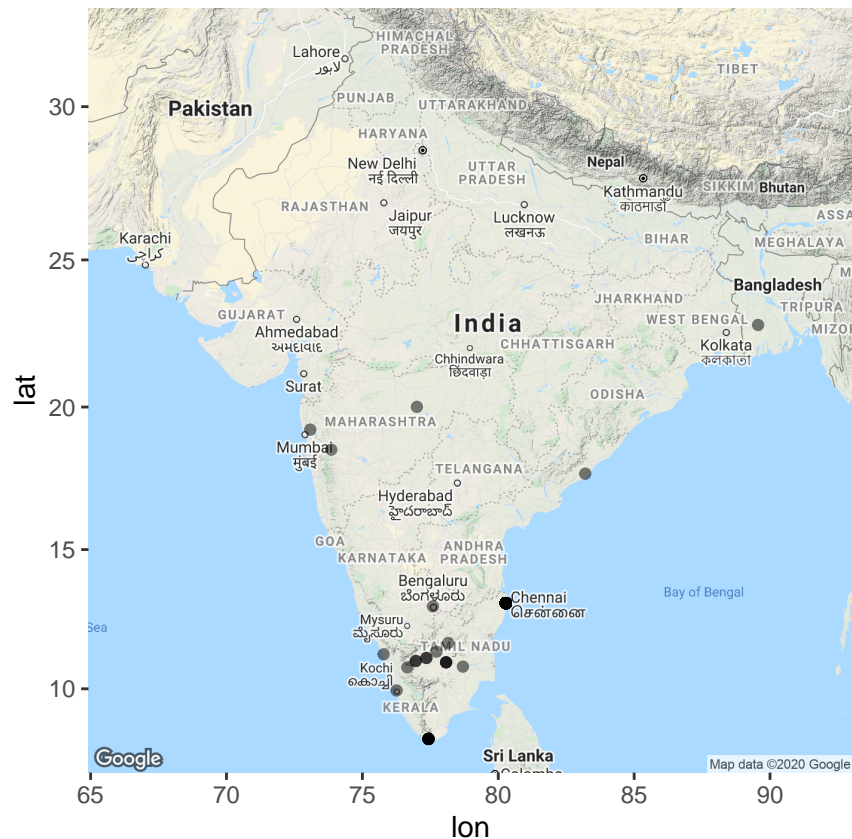 HIMACHAL
PRADESH
Lahore
لاہور
TIBET
30
Pakistan
PUNJAB
UTTARAKHAND
HARYANA
New Delhi
नई दिल्ली
UTTAR
PRADESH
Nepal
Kathmandu
काठमाडौँ
SIKKIM
Bhutan
RAJASTHAN
Jaipur
जयपुर
Lucknow
लखनऊ
ASSA
BIHAR
MEGHALAYA
Karachi
کراچی
25
Bangladesh
JHARKHAND
TRIPURA
GUJARAT
Ahmedabad
અમદાવાદ
India
WEST BENGAL
MIZOR
Kolkata
কলকাতা
CHHATTISGARH
Chhindwara
छिंदवाड़ा
Surat
ODISHA
lat
20
MAHARASHTRA
Mumbai
मुंबई
TELANGANA
Hyderabad
హైదరాబాద్
15
GOA
KARNATAKA
ANDHRA
PRADESH
Bengaluru
ಬೆಂಗಳೂರು
Chennai
சென்னை
Bay of Bengal
Sea
Mysuru
ಮೈಸೂರು
TAMIL NADU
Kochi
കൊച്ചി
10
KERALA
Sri Lanka
Colombo
Google
Map data ©2020 Google
65
70
75
80
85
90
lon